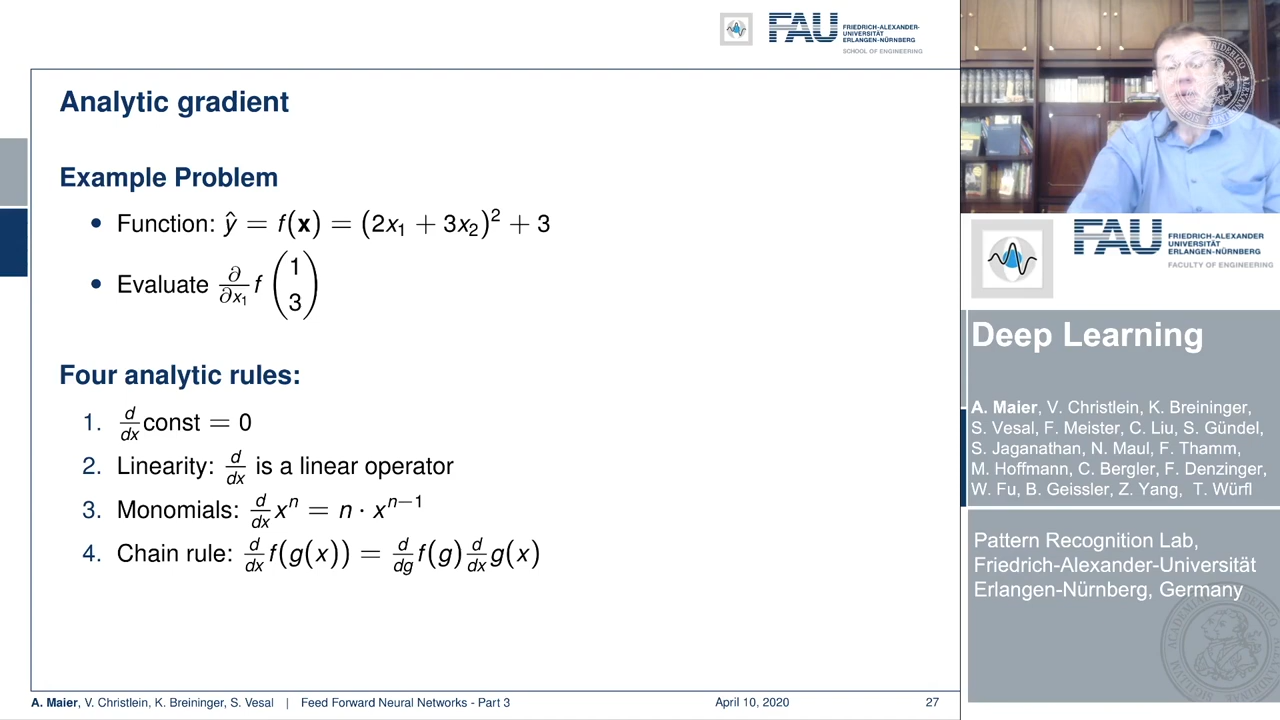 FAU
FRIEDRICH-ALEXANDER-
UNIVERSITÄT
ERLANGEN-NÜRNBERG
SCHOOL OF ENGINEERING
Analytic gradient
Example Problem
• Function: ŷ = f(x) = (2x₁ + 3x₂)² + 3
• Evaluate ∂/∂x₁ f (1 3)
Four analytic rules:
1. d/dx const = 0
2. Linearity: d/dx is a linear operator
3. Monomials: d/dx xⁿ = n · xⁿ⁻¹
4. Chain rule: d/dx f(g(x)) = d/dg f(g) d/dx g(x)
A. Maier, V. Christlein, K. Breininger, S. Vesal | Feed Forward Neural Networks - Part 3 April 10, 2020 27
FAU
FRIEDRICH-ALEXANDER
UNIVERSITÄT
ERLANGEN-NÜRNBERG
FACULTY OF ENGINEERING
Deep Learning
A. Maier, V. Christlein, K. Breininger,
S. Vesal, F. Meister, C. Liu, S. Gündel,
S. Jaganathan, N. Maul, F. Thamm,
M. Hoffmann, C. Bergler, F. Denzinger,
W. Fu, B. Geissler, Z. Yang, T. Würfl
Pattern Recognition Lab,
Friedrich-Alexander-Universität
Erlangen-Nürnberg, Germany